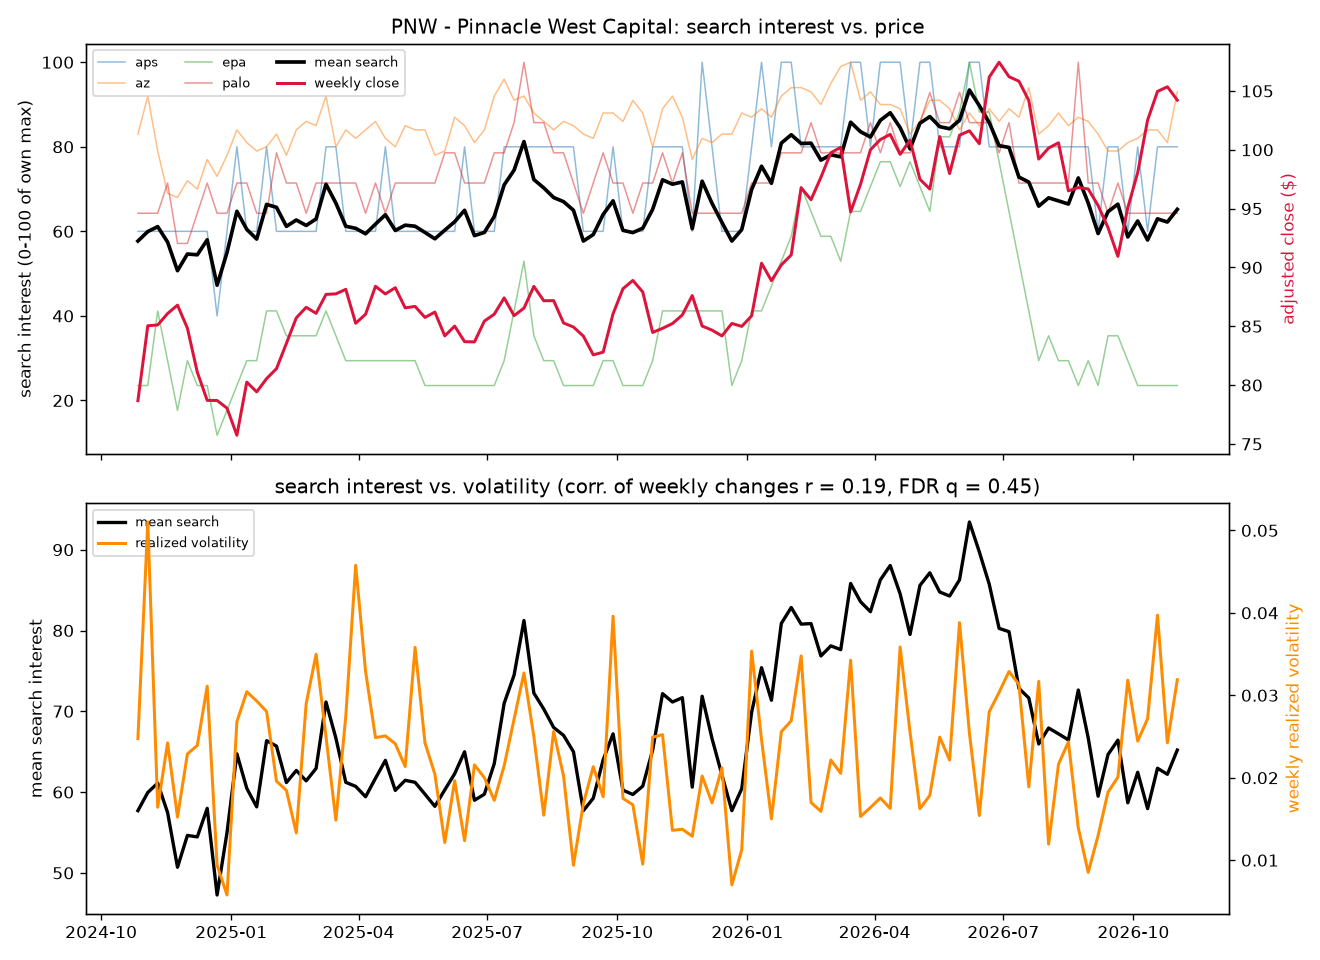 PNW - Pinnacle West Capital: search interest vs. price
aps
az
epa
palo
mean search
weekly close
search interest (0-100 of own max)
100
80
60
40
20
adjusted close ($)
105
100
95
90
85
80
75
search interest vs. volatility (corr. of weekly changes r = 0.19, FDR q = 0.45)
mean search
realized volatility
mean search interest
90
80
70
60
50
weekly realized volatility
0.05
0.04
0.03
0.02
0.01
2024-10
2025-01
2025-04
2025-07
2025-10
2026-01
2026-04
2026-07
2026-10